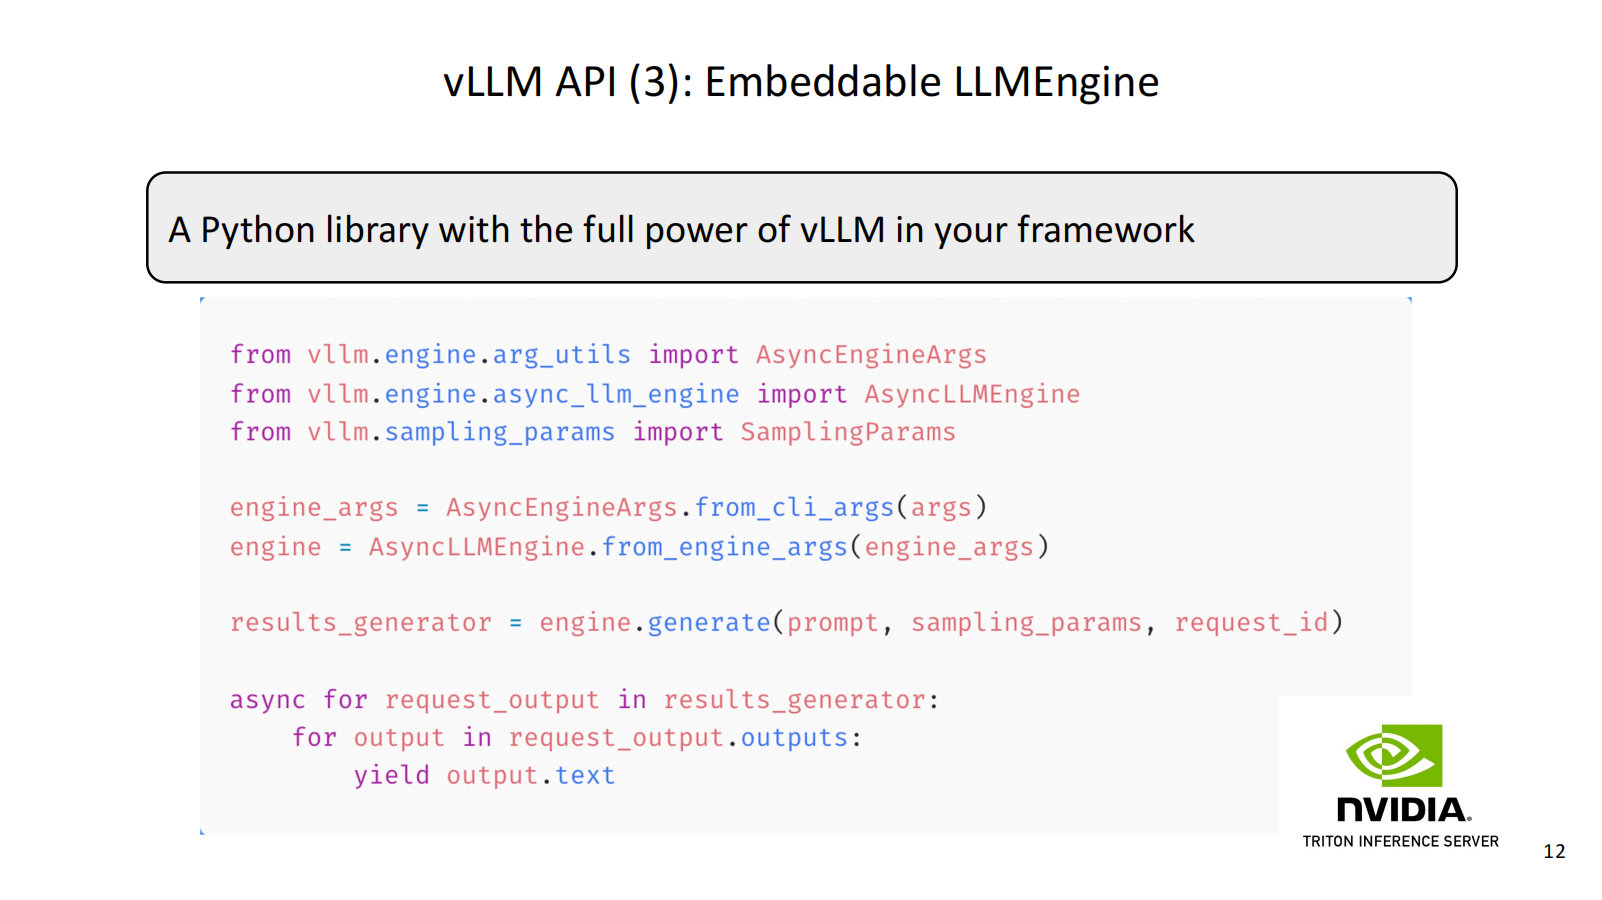 vLLM API (3): Embeddable LLMEngine
A Python library with the full power of vLLM in your framework
from vllm.engine.arg_utils import AsyncEngineArgs
from vllm.engine.async_llm_engine import AsyncLLMEngine
from vllm.sampling_params import SamplingParams

engine_args = AsyncEngineArgs.from_cli_args(args)
engine = AsyncLLMEngine.from_engine_args(engine_args)

results_generator = engine.generate(prompt, sampling_params, request_id)

async for request_output in results_generator:
    for output in request_output.outputs:
        yield output.text
NVIDIA®
TRITON INFERENCE SERVER
12